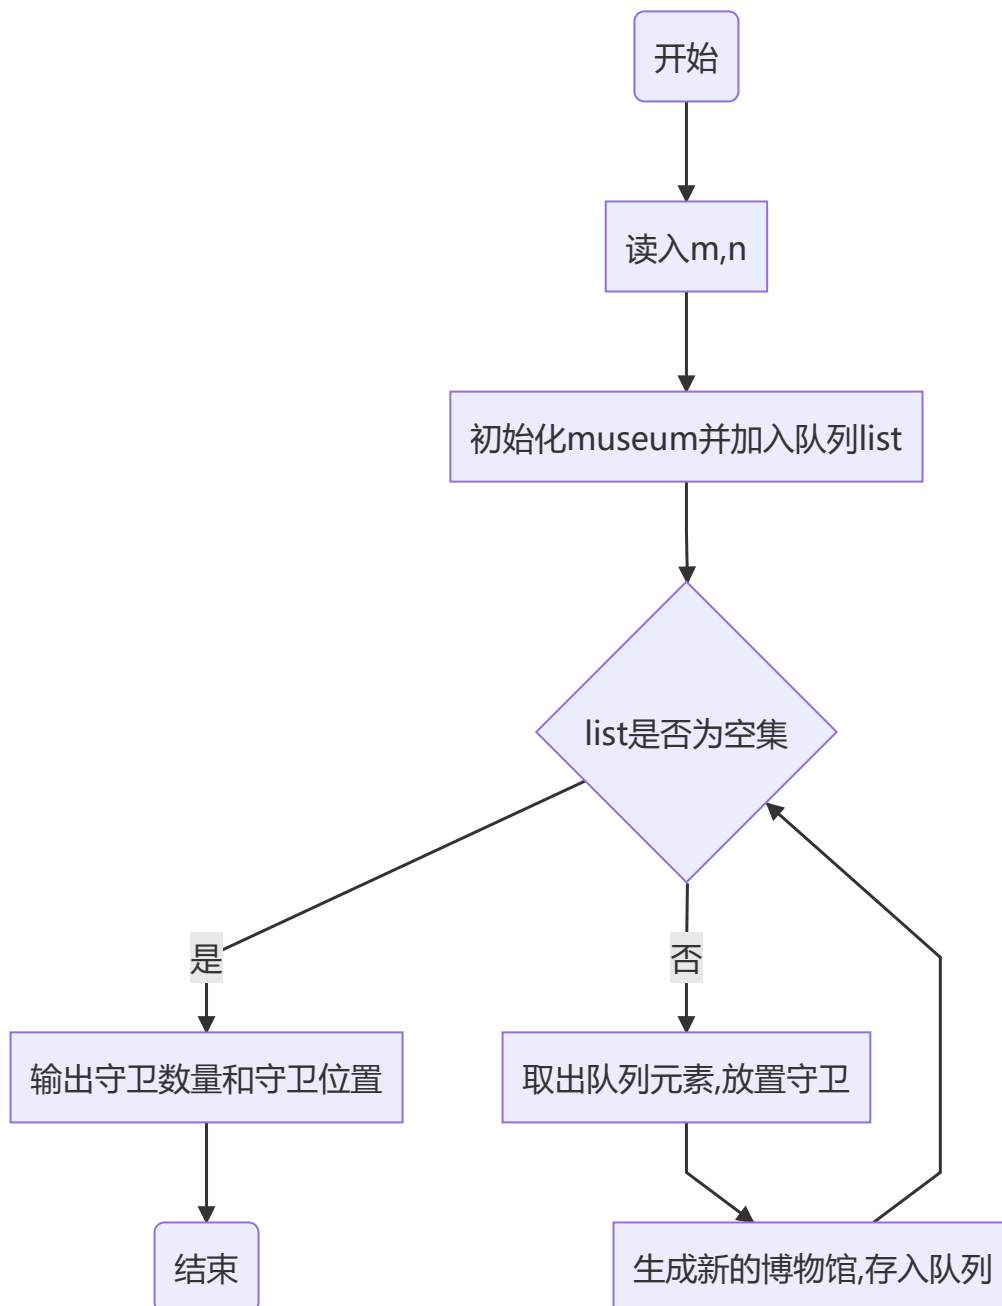 开始
读入m,n
初始化museum并加入队列list
list是否为空集
是
否
输出守卫数量和守卫位置
取出队列元素,放置守卫
结束
生成新的博物馆,存入队列